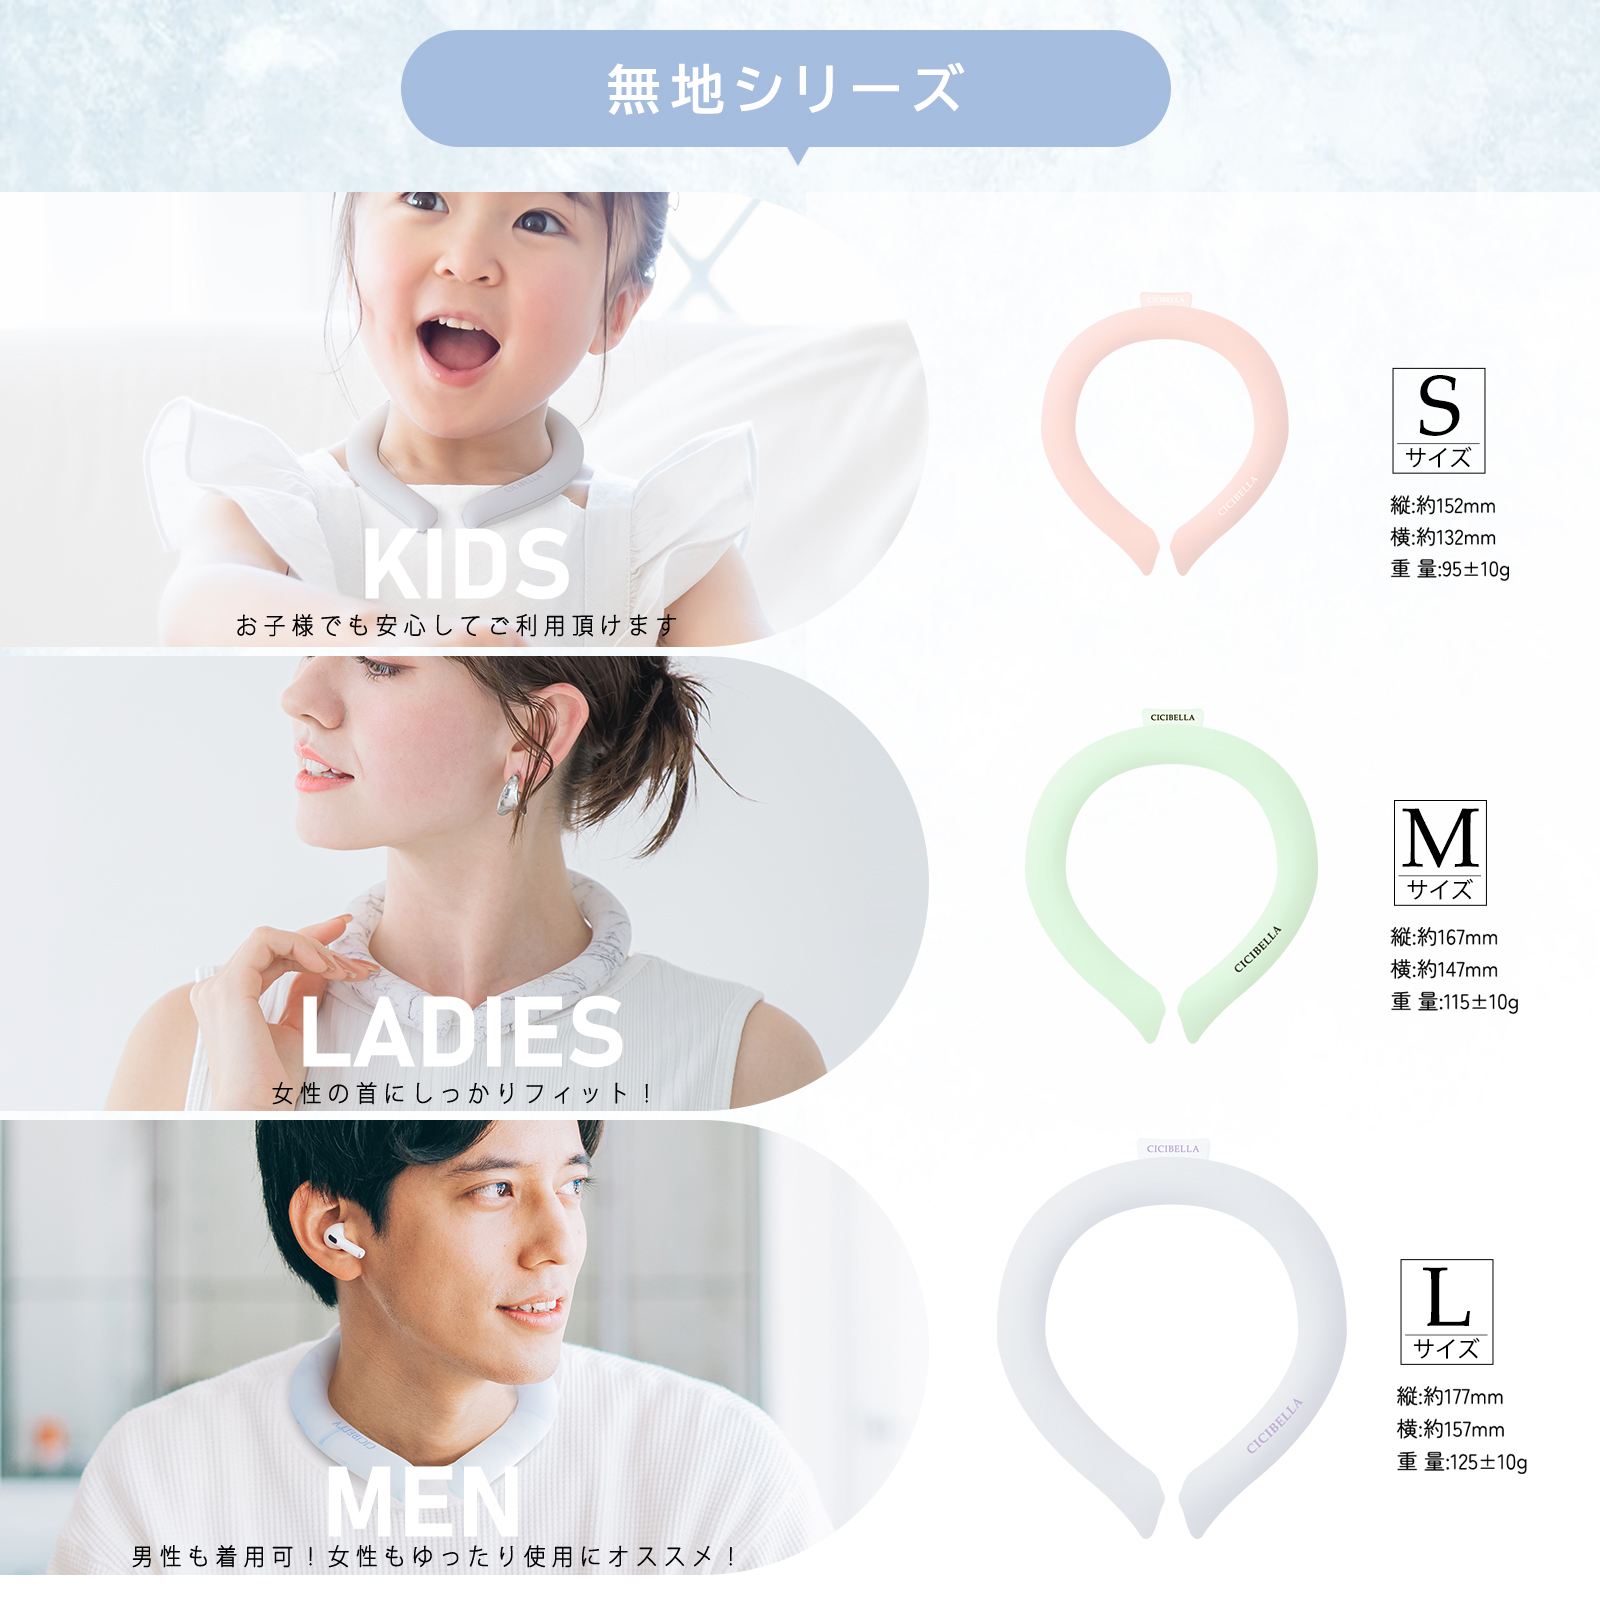 無地シリーズ
CICIBELLA
CICIBELLA
S
サイズ
縦:約152mm
横:約132mm
重 量:95±10g
KIDS
お子様でも安心してご利用頂けます
CICIBELLA
CICIBELLA
M
サイズ
縦:約167mm
横:約147mm
重 量:115±10g
LADIES
女性の首にしっかりフィット！
CICIBELLA
CICIBELLA
L
サイズ
縦:約177mm
横:約157mm
重 量:125±10g
CICIBELLA
MEN
男性も着用可！女性もゆったり使用にオススメ！